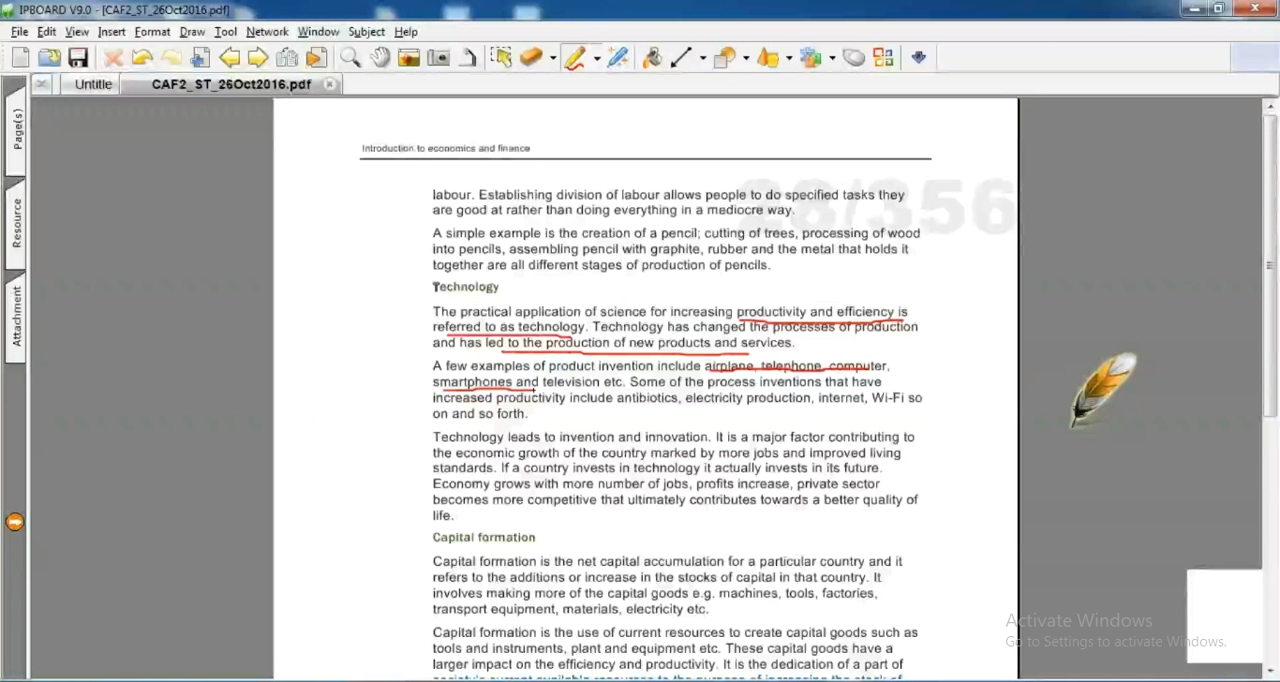 IPBOARD V9.0 - [CAF2_ST_26Oct2016.pdf]
File Edit View Insert Format Draw Tool Network Window Subject Help
Untitle CAF2_ST_26Oct2016.pdf
Page(s)
Resource
Attachment
28/356
Introduction to economics and finance
labour. Establishing division of labour allows people to do specified tasks they
are good at rather than doing everything in a mediocre way.
A simple example is the creation of a pencil; cutting of trees, processing of wood
into pencils, assembling pencil with graphite, rubber and the metal that holds it
together are all different stages of production of pencils.
Technology
The practical application of science for increasing productivity and efficiency is
referred to as technology. Technology has changed the processes of production
and has led to the production of new products and services.
A few examples of product invention include airplane, telephone, computer,
smartphones and television etc. Some of the process inventions that have
increased productivity include antibiotics, electricity production, internet, Wi-Fi so
on and so forth.
Technology leads to invention and innovation. It is a major factor contributing to
the economic growth of the country marked by more jobs and improved living
standards. If a country invests in technology it actually invests in its future.
Economy grows with more number of jobs, profits increase, private sector
becomes more competitive that ultimately contributes towards a better quality of
life.
Capital formation
Capital formation is the net capital accumulation for a particular country and it
refers to the additions or increase in the stocks of capital in that country. It
involves making more of the capital goods e.g. machines, tools, factories,
transport equipment, materials, electricity etc.
Capital formation is the use of current resources to create capital goods such as
tools and instruments, plant and equipment etc. These capital goods have a
larger impact on the efficiency and productivity. It is the dedication of a part of
society's current available resources to the purpose of increasing the stock of
Activate Windows
Go to Settings to activate Windows.